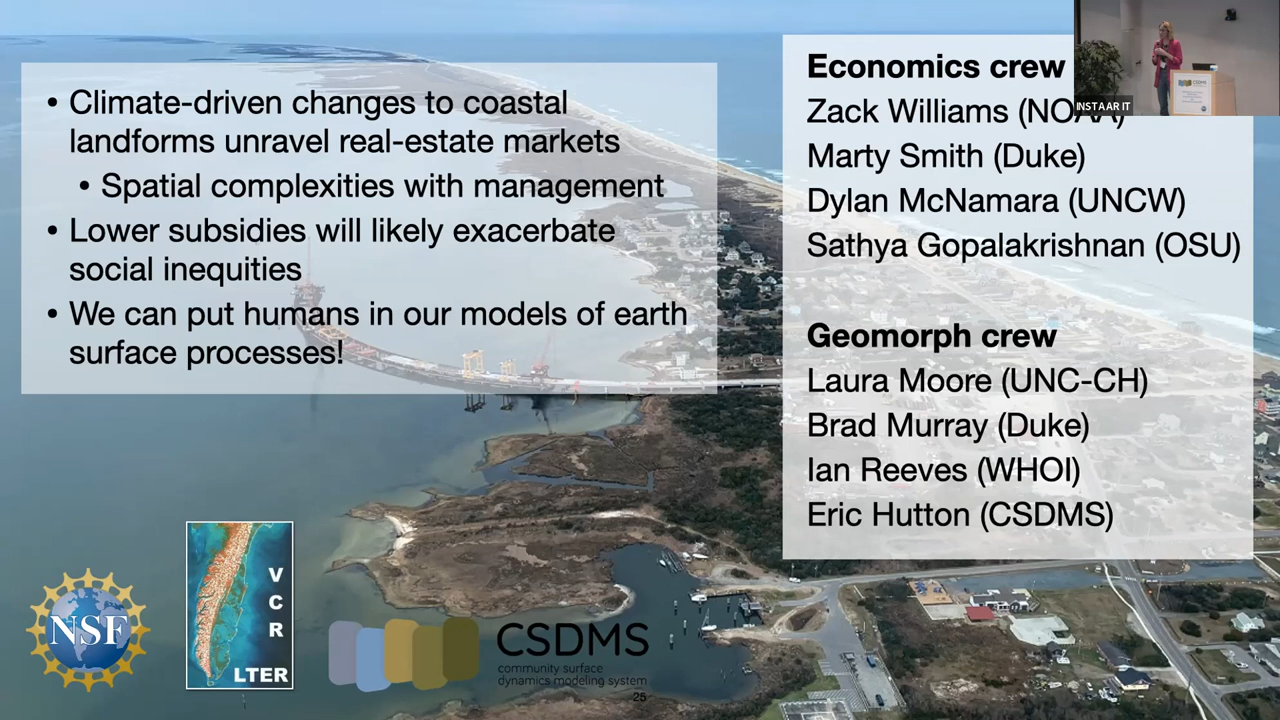 • Climate-driven changes to coastal
landforms unravel real-estate markets
• Spatial complexities with management
• Lower subsidies will likely exacerbate
social inequities
• We can put humans in our models of earth
surface processes!
Economics crew
Zack Williams (NOAA)
Marty Smith (Duke)
Dylan McNamara (UNCW)
Sathya Gopalakrishnan (OSU)
Geomorph crew
Laura Moore (UNC-CH)
Brad Murray (Duke)
Ian Reeves (WHOI)
Eric Hutton (CSDMS)
INSTAAR IT
CSDMS
NSF
V
C
R
LTER
CSDMS
community surface
dynamics modeling system
25